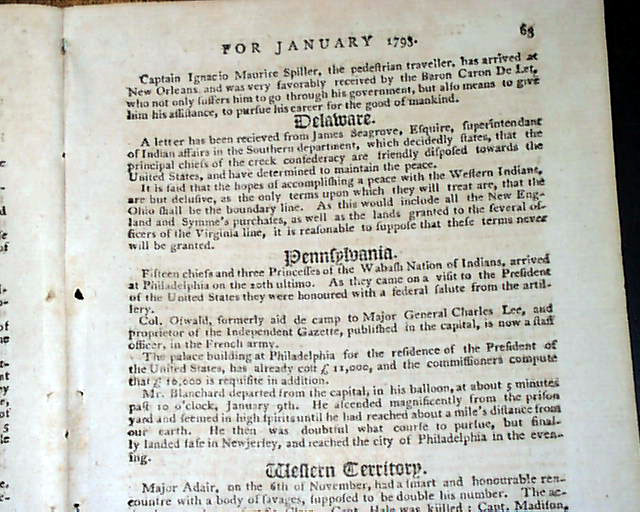 FOR JANUARY 1793.
68
Captain Ignacio Maurice Spiller, the pedeſtrian traveller, has arrived at
New Orleans and was very favorably received by the Baron Caron De Let,
who not only ſuffers him to go through his government, but alſo means to give
him his aſſiſtance, to purſue his career for the good of mankind.
Delaware.
A letter has been recieved from James Seagrove, Eſquire, ſuperintendant
of Indian affairs in the Southern department, which decidedly ſtates, that the
principal chiefs of the creek confederacy are friendly diſpoſed towards the
United States, and have determined to maintain the peace.
It is ſaid that the hopes of accompliſhing a peace with the Weſtern Indians,
are but deluſive, as the only terms upon which they will treat, are, that the
Ohio ſhall be the boundary line. As this would include all the New Eng-
land and Symme's purchaſes, as well as the lands granted to the ſeveral of-
ficers of the Virginia line, it is reaſonable to ſuppoſe that theſe terms never
will be granted.
Pennſylvania.
Fifteen chiefs and three Princeſſes of the Wabaſh Nation of Indians, arrived
at Philadelphia on the 20th ultimo. As they came on a viſit to the Preſident
of the United States they were honoured with a federal ſalute from the artil-
lery.
Col. Oſwald, formerly aid de camp to Major General Charles Lee, and
proprietor of the Independent Gazette, publiſhed in the capital, is now a ſtaff
officer, in the French army.
The palace building at Philadelphia for the reſidence of the Preſident of
the United States, has already coſt £ 11,000, and the commiſſioners compute
that £ 16,000 is requiſite in addition.
Mr. Blanchard departed from the capital, in his balloon, at about 5 minutes
paſt 10 o'clock, January 9th. He aſcended magnificently from the priſon
yard and ſeemed in high ſpirits until he had reached about a mile's diſtance from
our earth. He then was doubtful what courſe to purſue, but final-
ly landed ſafe in Newjerſey, and reached the city of Philadelphia in the even-
ing.
Weſtern Territory.
Major Adair, on the 6th of November, had a ſmart and honourable ren-
countre with a body of ſavages, ſuppoſed to be double his number. The ac-
Capt. Hale was killed; Capt. Madiſon,